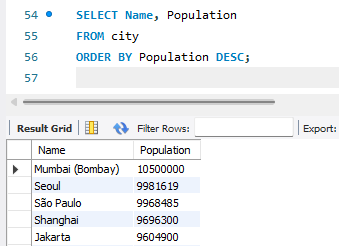 54 SELECT Name, Population
55 FROM city
56 ORDER BY Population DESC;
57
Result Grid Filter Rows: Export:
Name Population
Mumbai (Bombay) 10500000
Seoul 9981619
São Paulo 9968485
Shanghai 9696300
Jakarta 9604900